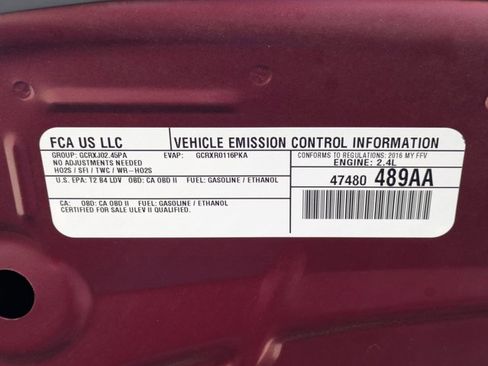 FCA US LLC VEHICLE EMISSION CONTROL INFORMATION
GROUP: GCRXJ02.45PA EVAP: GCRXR0116PKA CONFORMS TO REGULATIONS: 2016 MY FFV
NO ADJUSTMENTS NEEDED ENGINE: 2.4L
HO2S / SFI / TWC / WR-HO2S
47480 489AA
U.S. EPA: T2 B4 LDV OBD: CA OBD II FUEL: GASOLINE / ETHANOL
CA: OBD: CA OBD II FUEL: GASOLINE / ETHANOL
CERTIFIED FOR SALE ULEV II QUALIFIED.